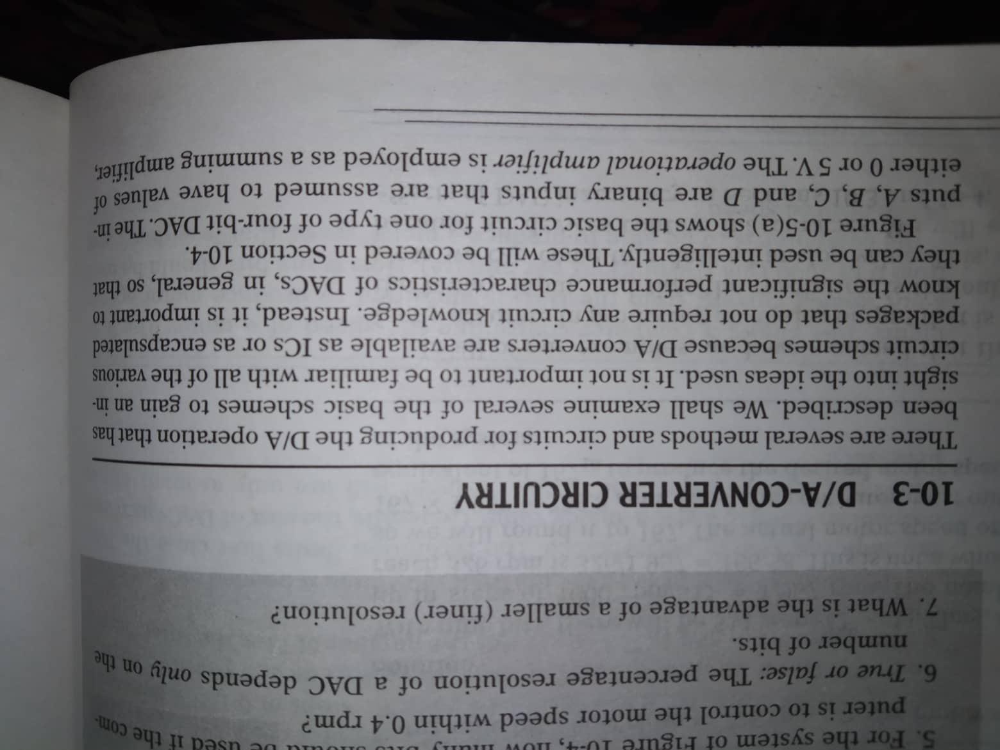 5. For the system of Figure 10-4, how many bits should be used if the com-
puter is to control the motor speed within 0.4 rpm?
6. True or false: The percentage resolution of a DAC depends only on the
number of bits.
7. What is the advantage of a smaller (finer) resolution?
10-3 D/A-CONVERTER CIRCUITRY
There are several methods and circuits for producing the D/A operation that has
been described. We shall examine several of the basic schemes to gain an in-
sight into the ideas used. It is not important to be familiar with all of the various
circuit schemes because D/A converters are available as ICs or as encapsulated
packages that do not require any circuit knowledge. Instead, it is important to
know the significant performance characteristics of DACs, in general, so that
they can be used intelligently. These will be covered in Section 10-4.
Figure 10-5(a) shows the basic circuit for one type of four-bit DAC. The in-
puts A, B, C, and D are binary inputs that are assumed to have values of
either 0 or 5 V. The operational amplifier is employed as a summing amplifier,